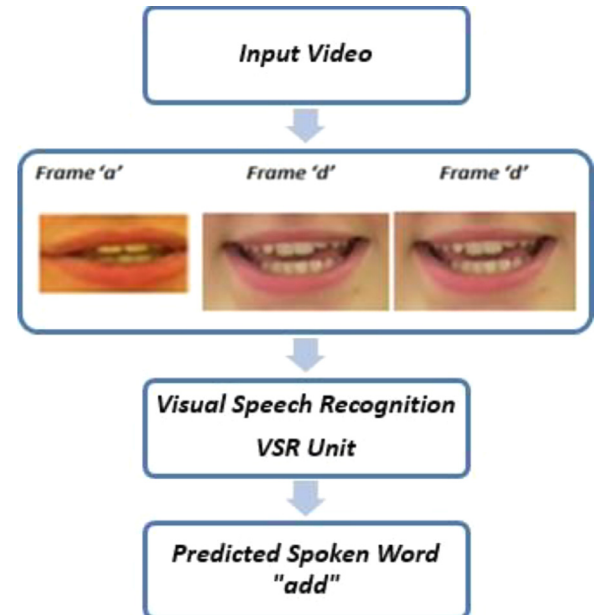 Input Video
Frame ‘a’ Frame ‘d’ Frame ‘d’
Visual Speech Recognition
VSR Unit
Predicted Spoken Word
"add"